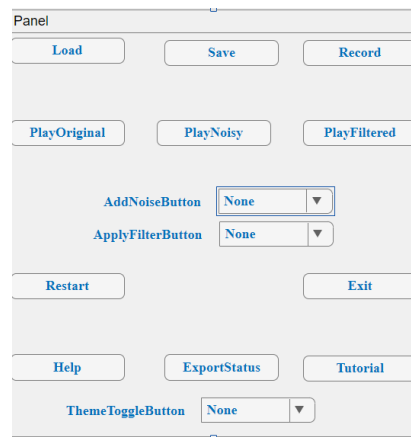 Panel
Load Save Record
PlayOriginal PlayNoisy PlayFiltered
AddNoiseButton None
ApplyFilterButton None
Restart Exit
Help ExportStatus Tutorial
ThemeToggleButton None